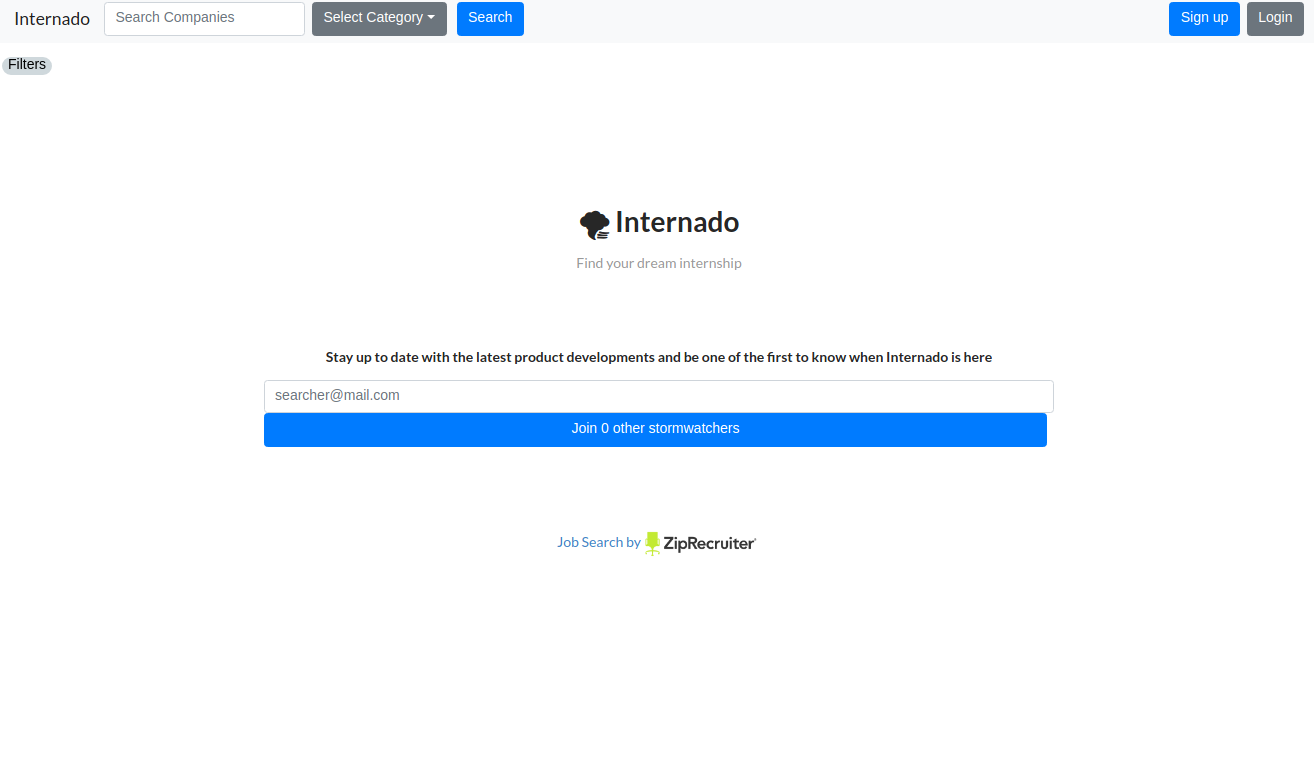 Internado Search Companies Select Category Search Sign up Login
Filters
Internado
Find your dream internship
Stay up to date with the latest product developments and be one of the first to know when Internado is here
searcher@mail.com
Join 0 other stormwatchers
Job Search by ZipRecruiter